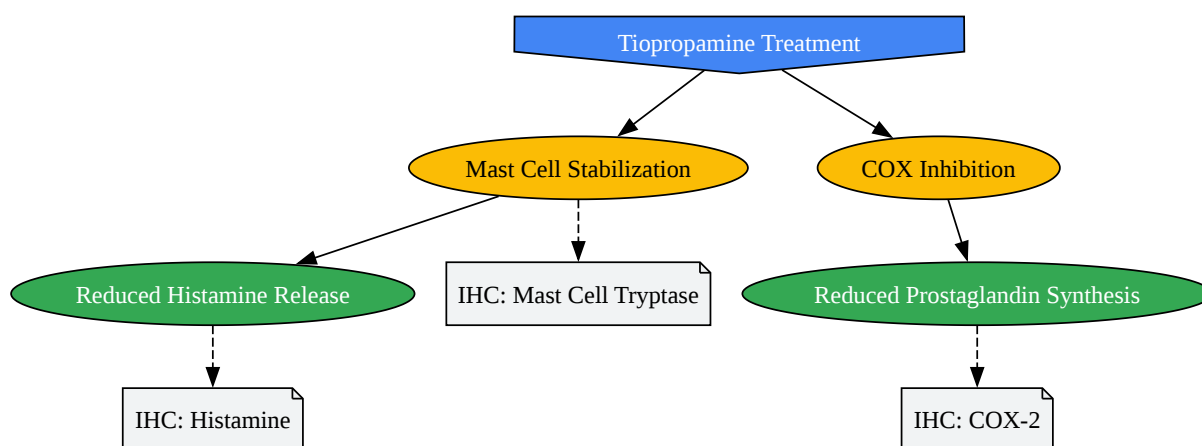 Tiopropamine Treatment
Mast Cell Stabilization
COX Inhibition
Reduced Histamine Release
IHC: Mast Cell Tryptase
Reduced Prostaglandin Synthesis
IHC: Histamine
IHC: COX-2